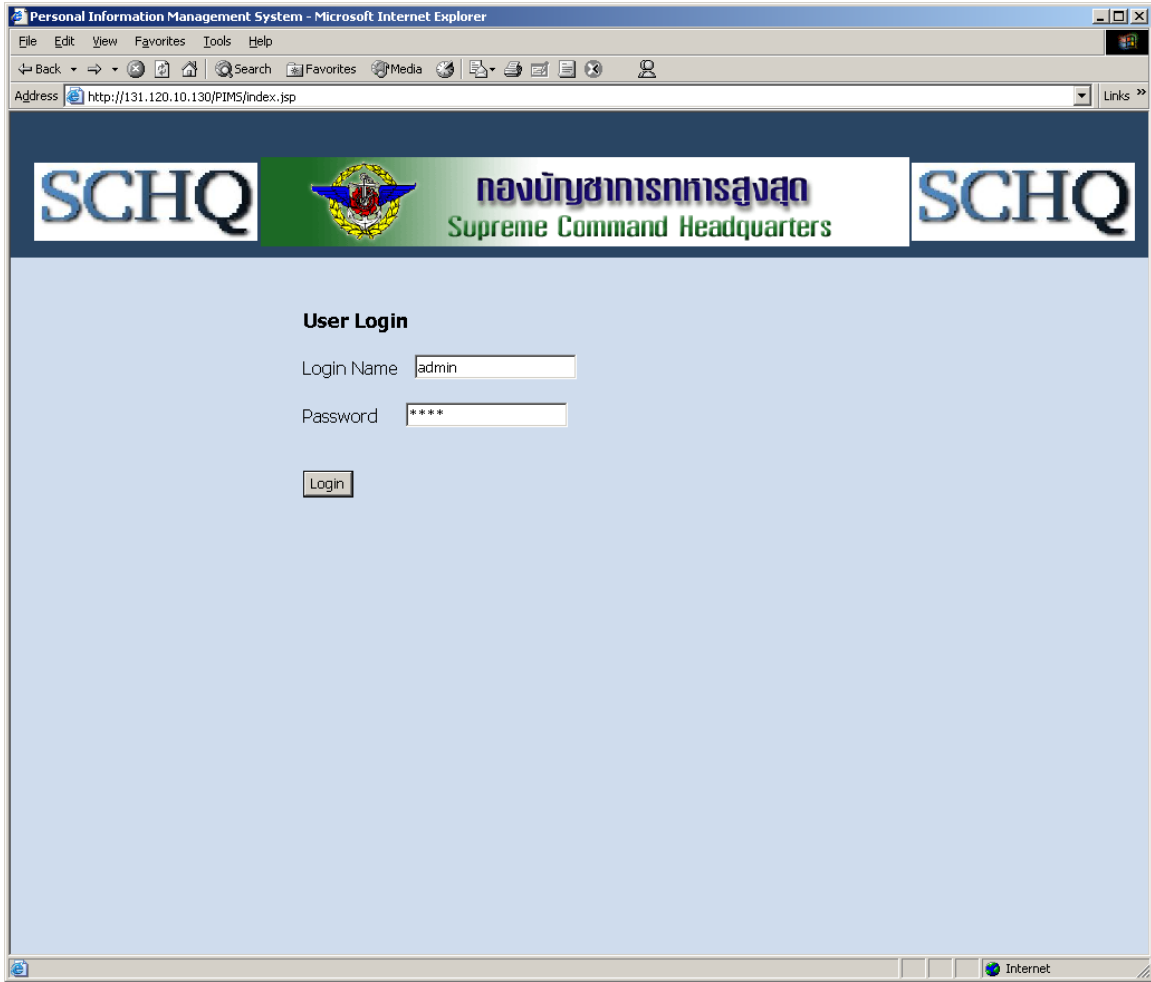 Personal Information Management System - Microsoft Internet Explorer
File Edit View Favorites Tools Help
Back Search Favorites Media
Address http://131.120.10.130/PIMS/index.jsp Links »
SCHQ
กองบัญชาการทหารสูงสุด
Supreme Command Headquarters
SCHQ
User Login
Login Name admin
Password ****
Login
Internet